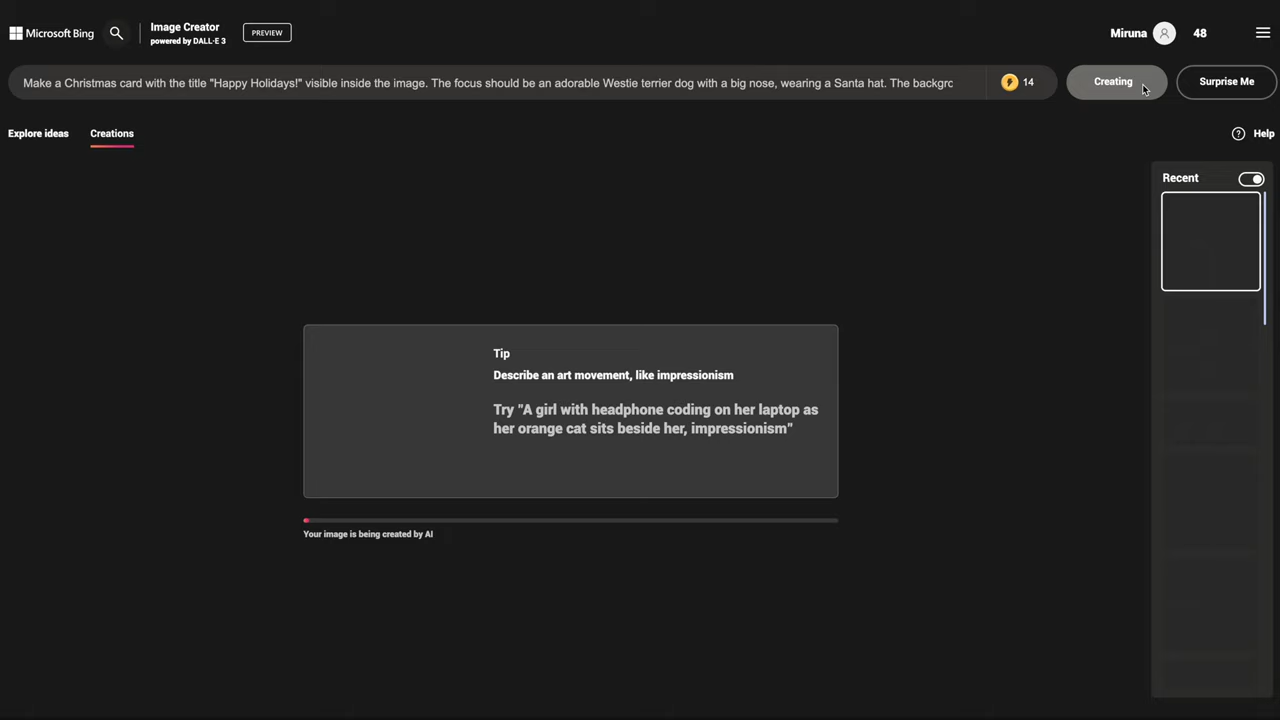 Microsoft Bing
Image Creator
powered by DALL·E 3
PREVIEW
Miruna
48
Make a Christmas card with the title "Happy Holidays!" visible inside the image. The focus should be an adorable Westie terrier dog with a big nose, wearing a Santa hat. The backgrc
14
Creating
Surprise Me
Explore ideas
Creations
Help
Recent
Tip
Describe an art movement, like impressionism
Try "A girl with headphone coding on her laptop as
her orange cat sits beside her, impressionism”
Your image is being created by AI